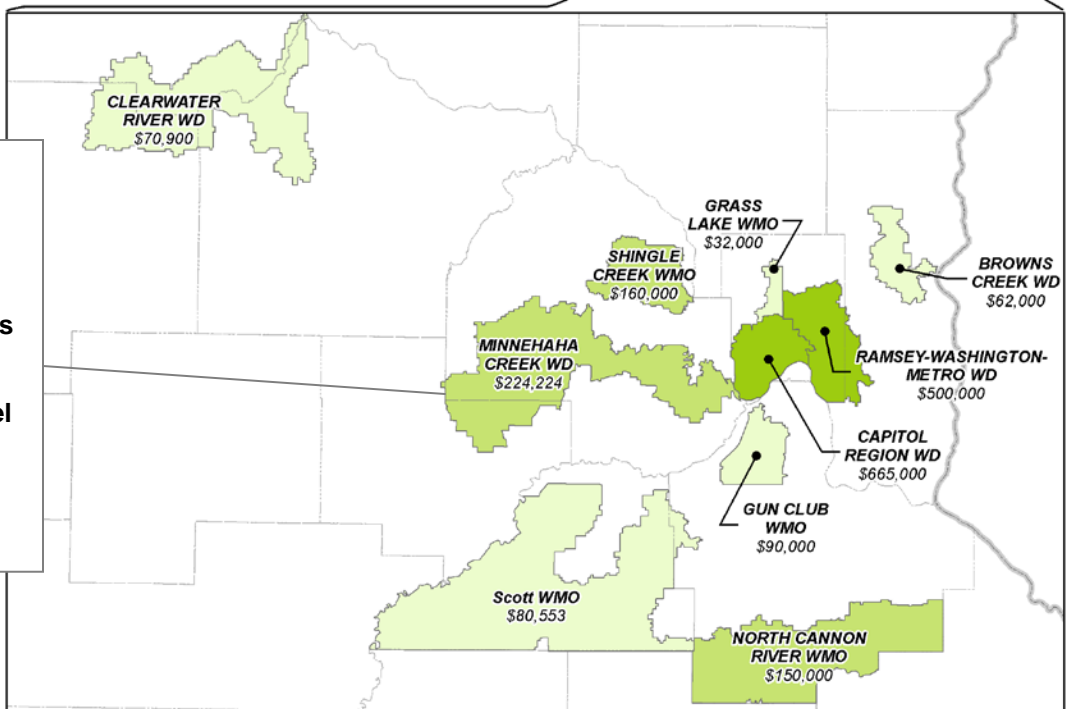 CLEARWATER
RIVER WD
$70,900
GRASS
LAKE WMO
$32,000
SHINGLE
CREEK WMO
$160,000
BROWNS
CREEK WD
$62,000
s
MINNEHAHA
CREEK WD
$224,224
RAMSEY-WASHINGTON-
METRO WD
$500,000
el
CAPITOL
REGION WD
$665,000
GUN CLUB
WMO
$90,000
Scott WMO
$80,553
NORTH CANNON
RIVER WMO
$150,000